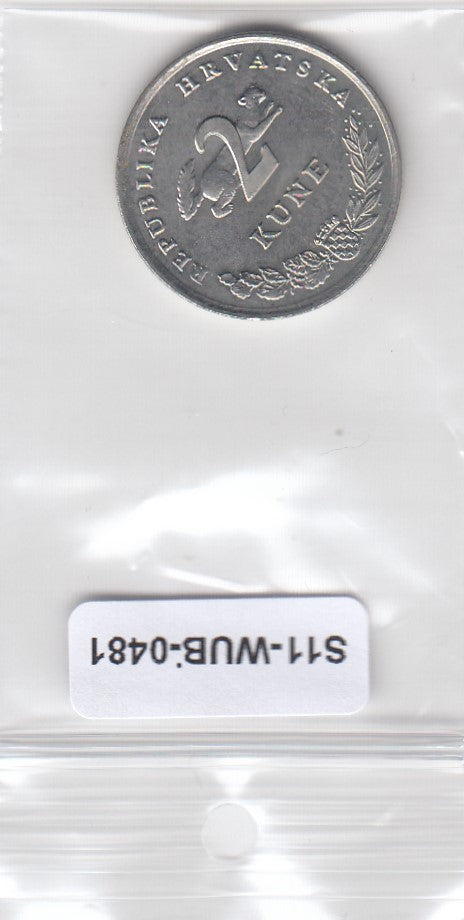 REPUBLIKA HRVATSKA
2
KUNE
S11-WUB-0481